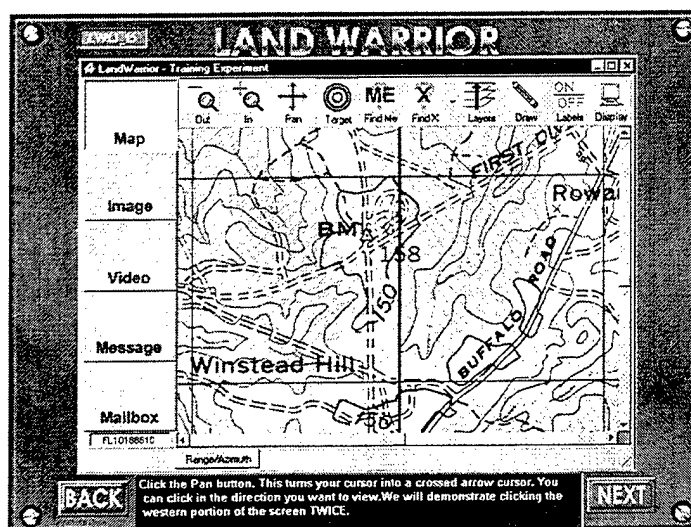 LAND WARRIOR
LandWarrior - Training Experiment
Out In Pan Target Find Me Find X Layers Draw Labels Display
ME X ON OFF
Map
Image
Video
Message
Mailbox
FIRST
BM
158
150
BUFFALO ROAD
Winstead Hill
Range/Azimuth
BACK
Click the Pan button. This turns your cursor into a crossed arrow cursor. You
can click in the direction you want to view.We will demonstrate clicking the
western portion of the screen TWICE.
NEXT